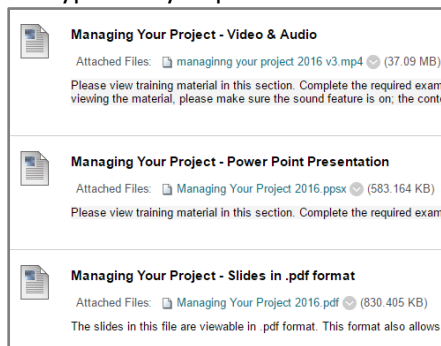 Managing Your Project - Video & Audio
Attached Files: managinng your project 2016 v3.mp4 (37.09 MB)
Please view training material in this section. Complete the required exam
viewing the material, please make sure the sound feature is on; the conte
Managing Your Project - Power Point Presentation
Attached Files: Managing Your Project 2016.ppsx (583.164 KB)
Please view training material in this section. Complete the required exam
Managing Your Project - Slides in .pdf format
Attached Files: Managing Your Project 2016.pdf (830.405 KB)
The slides in this file are viewable in .pdf format. This format also allows